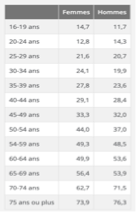 Femmes Hommes
16-19 ans 14,7 11,7
20-24 ans 12,8 14,3
25-29 ans 21,6 20,7
30-34 ans 24,1 19,9
35-39 ans 27,8 23,6
40-44 ans 29,1 28,4
45-49 ans 33,3 32,0
50-54 ans 44,0 37,0
54-59 ans 49,3 48,5
60-64 ans 49,9 53,6
65-69 ans 56,4 53,9
70-74 ans 62,7 71,5
75 ans ou plus 73,9 76,3